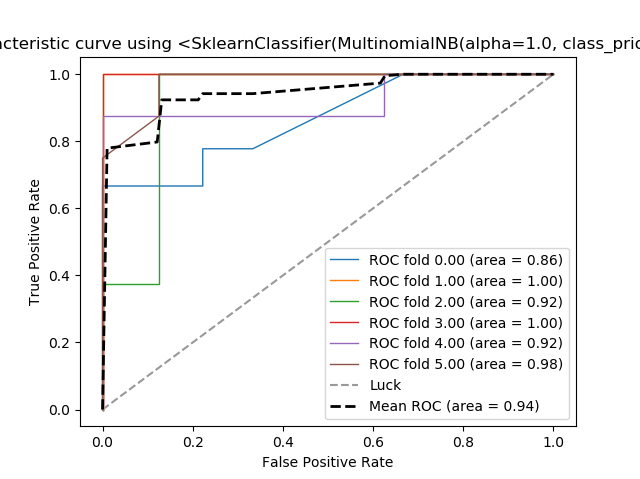 acteristic curve using <SklearnClassifier(MultinomialNB(alpha=1.0, class_prio
1.0
0.8
0.6
0.4
0.2
0.0
True Positive Rate
0.0 0.2 0.4 0.6 0.8 1.0
False Positive Rate
ROC fold 0.00 (area = 0.86)
ROC fold 1.00 (area = 1.00)
ROC fold 2.00 (area = 0.92)
ROC fold 3.00 (area = 1.00)
ROC fold 4.00 (area = 0.92)
ROC fold 5.00 (area = 0.98)
Luck
Mean ROC (area = 0.94)